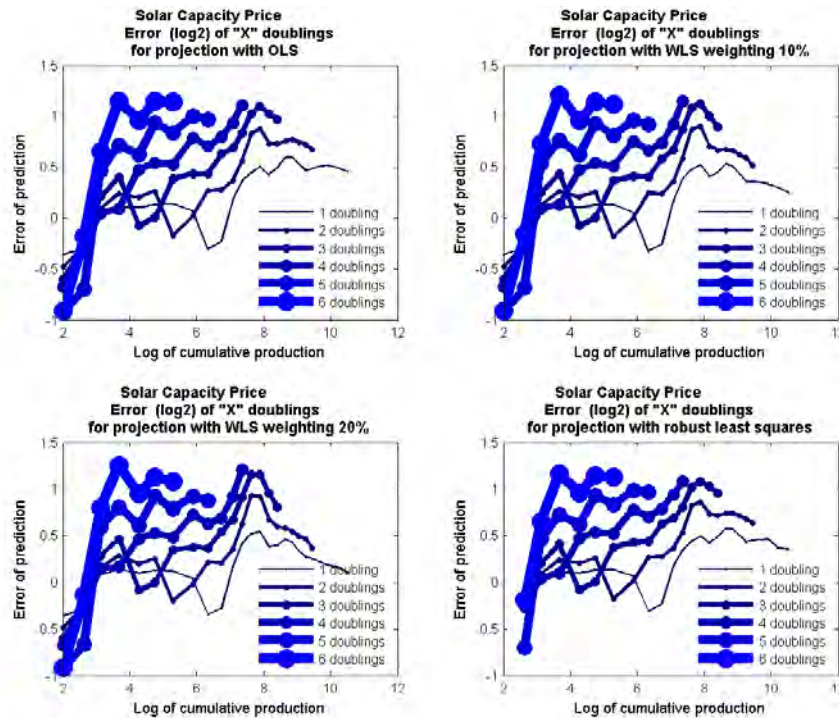 Solar Capacity Price
Error (log2) of "X" doublings
for projection with OLS
1.5
1
0.5
0
-0.5
-1
2 4 6 8 10 12
Error of prediction
Log of cumulative production
1 doubling
2 doublings
3 doublings
4 doublings
5 doublings
6 doublings
Solar Capacity Price
Error (log2) of "X" doublings
for projection with WLS weighting 10%
1.5
1
0.5
0
-0.5
-1
2 4 6 8 10 12
Error of prediction
Log of cumulative production
1 doubling
2 doublings
3 doublings
4 doublings
5 doublings
6 doublings
Solar Capacity Price
Error (log2) of "X" doublings
for projection with WLS weighting 20%
1.5
1
0.5
0
-0.5
-1
2 4 6 8 10 12
Error of prediction
Log of cumulative production
1 doubling
2 doublings
3 doublings
4 doublings
5 doublings
6 doublings
Solar Capacity Price
Error (log2) of "X" doublings
for projection with robust least squares
1.5
1
0.5
0
0.5
1
2 4 6 8 10 12
Error of prediction
Log of cumulative production
1 doubling
2 doublings
3 doublings
4 doublings
5 doublings
6 doublings